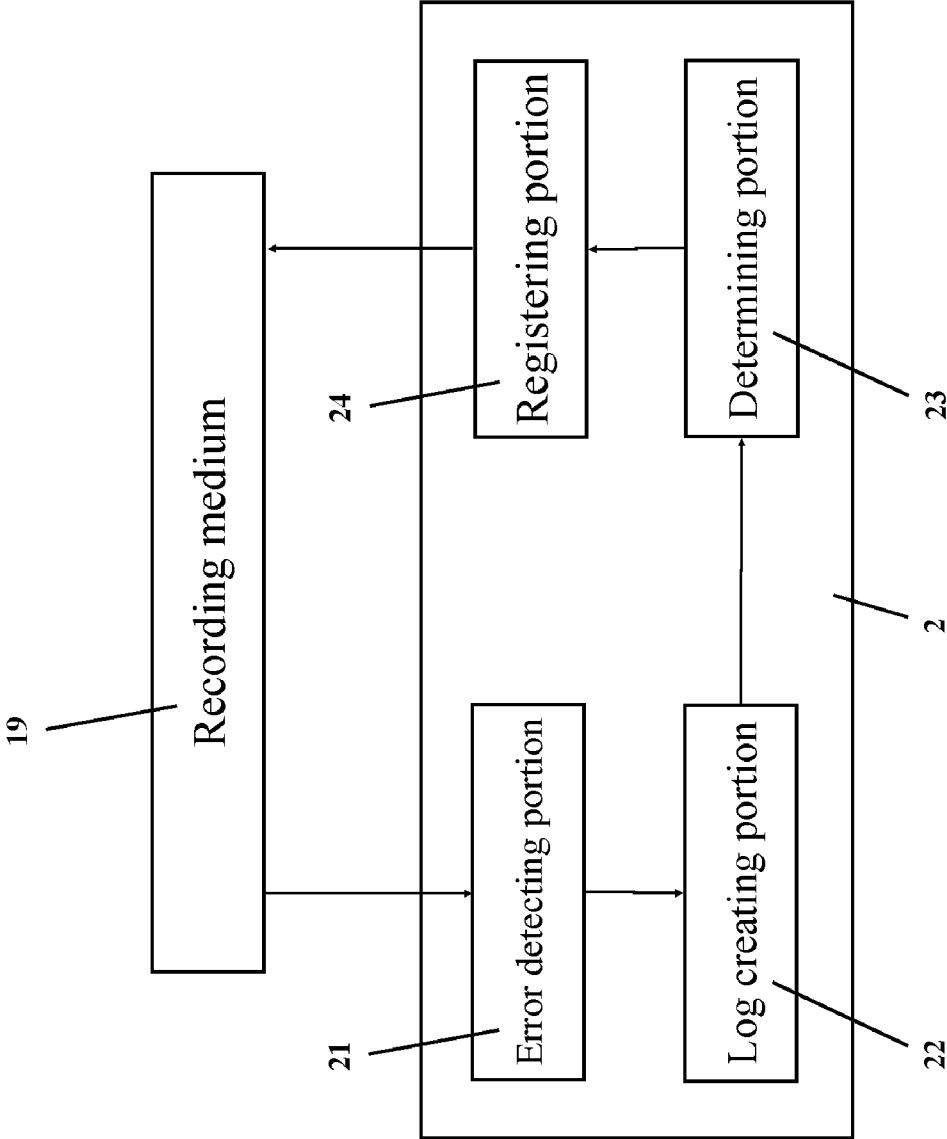 19
Recording medium
21
Error detecting portion
24
Registering portion
22
Log creating portion
23
Determining portion
2